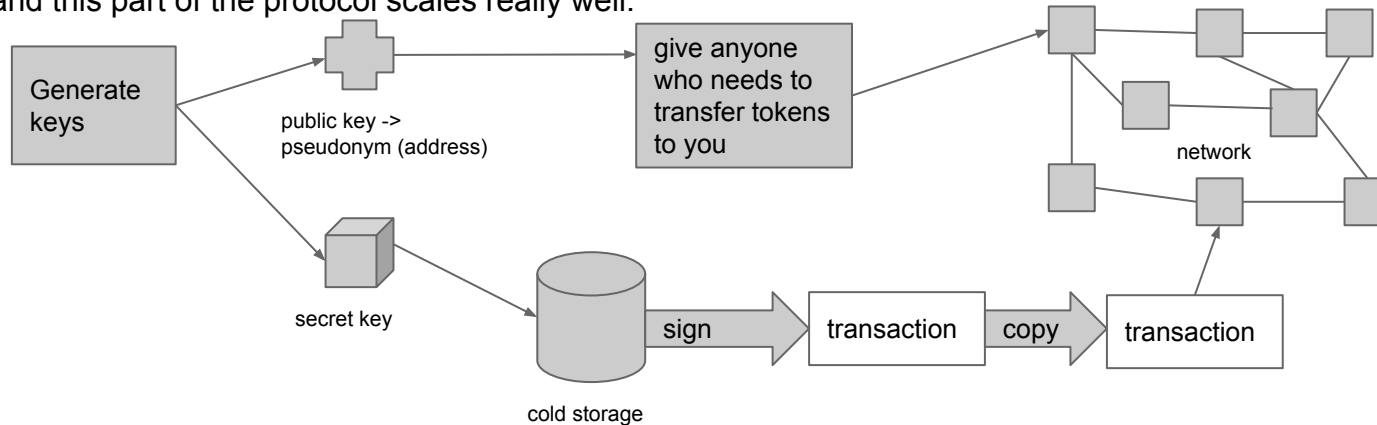 and this part of the protocol scales really well.
Generate
keys
public key ->
pseudonym (address)
give anyone
who needs to
transfer tokens
to you
network
secret key
cold storage
sign
transaction
copy
transaction